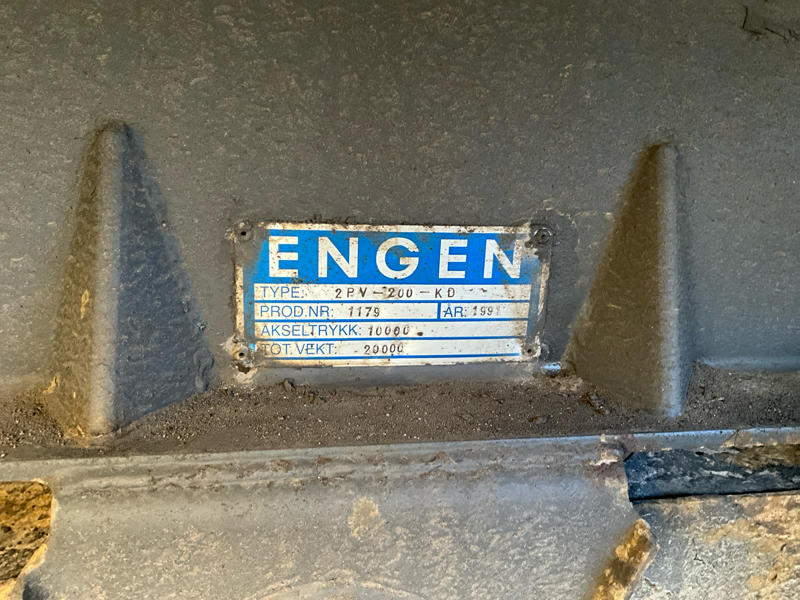 ENGEN
TYPE: 2PV-200-KD
PROD.NR: 1179 ÅR: 1991
AKSELTRYKK: 10000
TOT.VEKT: 20000